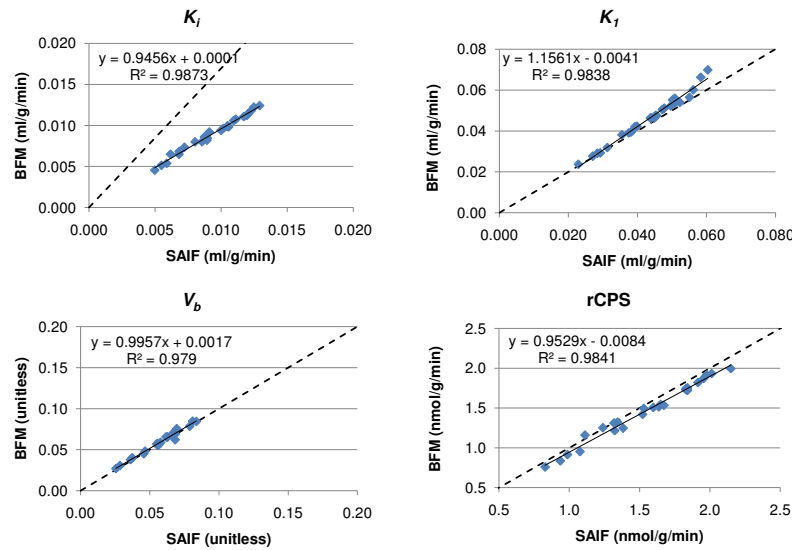 K_i
y = 0.9456x + 0.0001
R² = 0.9873
0.020
0.015
0.010
0.005
0.000
BFM (ml/g/min)
0.000 0.005 0.010 0.015 0.020
SAIF (ml/g/min)
K_1
y = 1.1561x - 0.0041
R² = 0.9838
0.08
0.06
0.04
0.02
0.00
BFM (ml/g/min)
0.000 0.020 0.040 0.060 0.080
SAIF (ml/g/min)
V_b
y = 0.9957x + 0.0017
R² = 0.979
0.20
0.15
0.10
0.05
0.00
BFM (unitless)
0.00 0.05 0.10 0.15 0.20
SAIF (unitless)
rCPS
y = 0.9529x - 0.0084
R² = 0.9841
2.5
2.0
1.5
1.0
0.5
BFM (nmol/g/min)
0.5 1.0 1.5 2.0 2.5
SAIF (nmol/g/min)